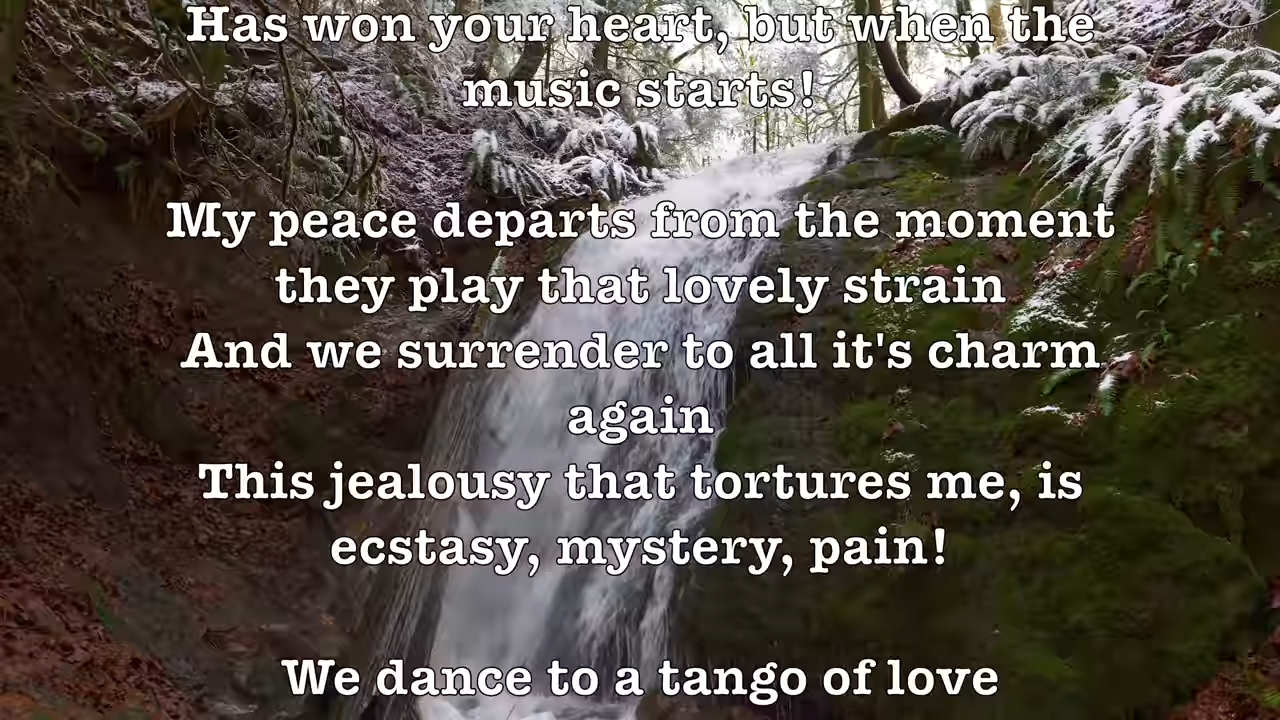 Has won your heart, but when the
music starts!
My peace departs from the moment
they play that lovely strain
And we surrender to all it's charm
again
This jealousy that tortures me, is
ecstasy, mystery, pain!
We dance to a tango of love